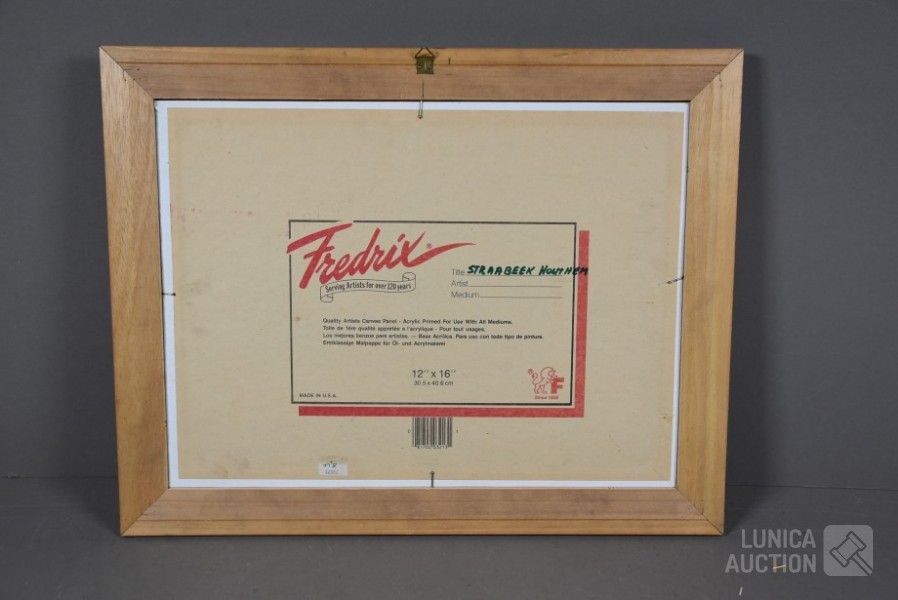 Fredrix®
Serving Artists for over 120 years
Title STRAABEEK HOUTHEM
Artist
Medium
Quality Artists Canvas Panel - Acrylic Primed For Use With All Mediums.
Toile de 1ère qualité appretée a l'acrylique - Pour tout usages.
Los mejores lienzos para artistas. — Base Acrilica. Para uso con todo tipo de pintura.
Erstklassige Malpappe für Öl- und Acrylmalerei
12" x 16"
30.5 x 40.6 cm
MADE IN U.S.A.
F
Since 1868
LUNICA
AUCTION